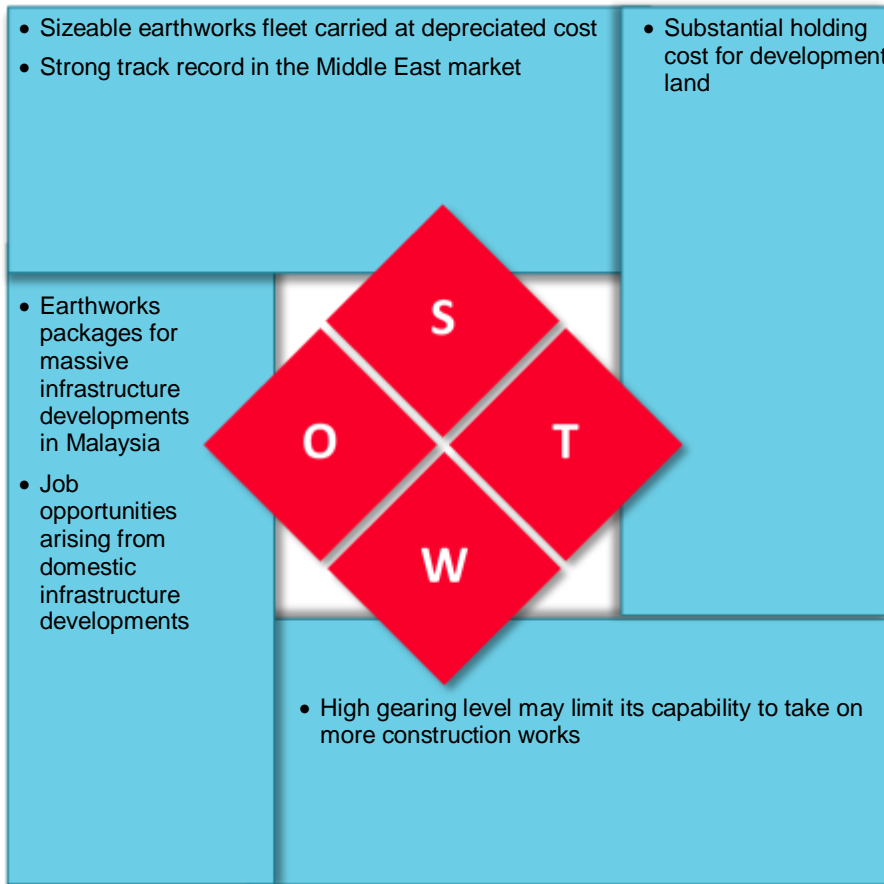 • Sizeable earthworks fleet carried at depreciated cost
• Strong track record in the Middle East market
• Substantial holding
cost for development
land
• Earthworks
packages for
massive
infrastructure
developments
in Malaysia
• Job
opportunities
arising from
domestic
infrastructure
developments
S
O
T
W
• High gearing level may limit its capability to take on
more construction works